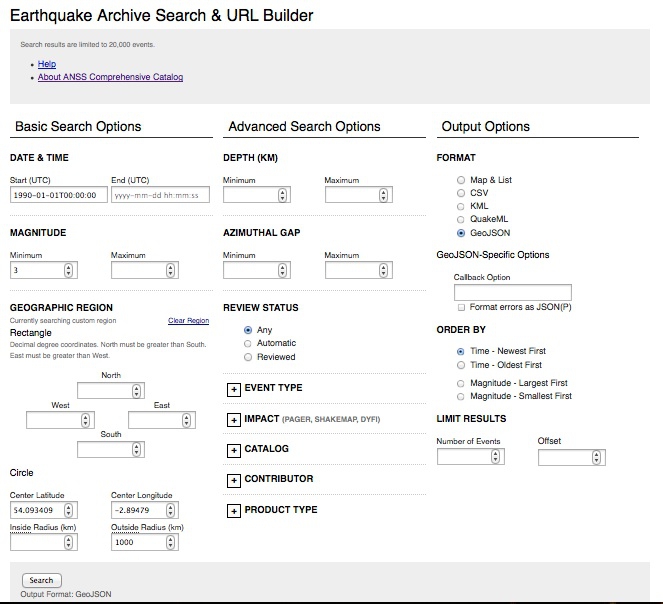 Earthquake Archive Search & URL Builder
Search results are limited to 20,000 events.
• Help
• About ANSS Comprehensive Catalog
Basic Search Options
DATE & TIME
Start (UTC) End (UTC)
1990-01-01T00:00:00 yyyy-mm-dd hh:mm:ss
MAGNITUDE
Minimum Maximum
3
GEOGRAPHIC REGION
Currently searching custom region Clear Region
Rectangle
Decimal degree coordinates. North must be greater than South.
East must be greater than West.
North
West East
South
Circle
Center Latitude Center Longitude
54.093409 -2.89479
Inside Radius (km) Outside Radius (km)
1000
Advanced Search Options
DEPTH (KM)
Minimum Maximum
AZIMUTHAL GAP
Minimum Maximum
REVIEW STATUS
Any
Automatic
Reviewed
+ EVENT TYPE
+ IMPACT (PAGER, SHAKEMAP, DYFI)
+ CATALOG
+ CONTRIBUTOR
+ PRODUCT TYPE
Output Options
FORMAT
Map & List
CSV
KML
QuakeML
GeoJSON
GeoJSON-Specific Options
Callback Option
Format errors as JSON(P)
ORDER BY
Time - Newest First
Time - Oldest First
Magnitude - Largest First
Magnitude - Smallest First
LIMIT RESULTS
Number of Events Offset
Search
Output Format: GeoJSON